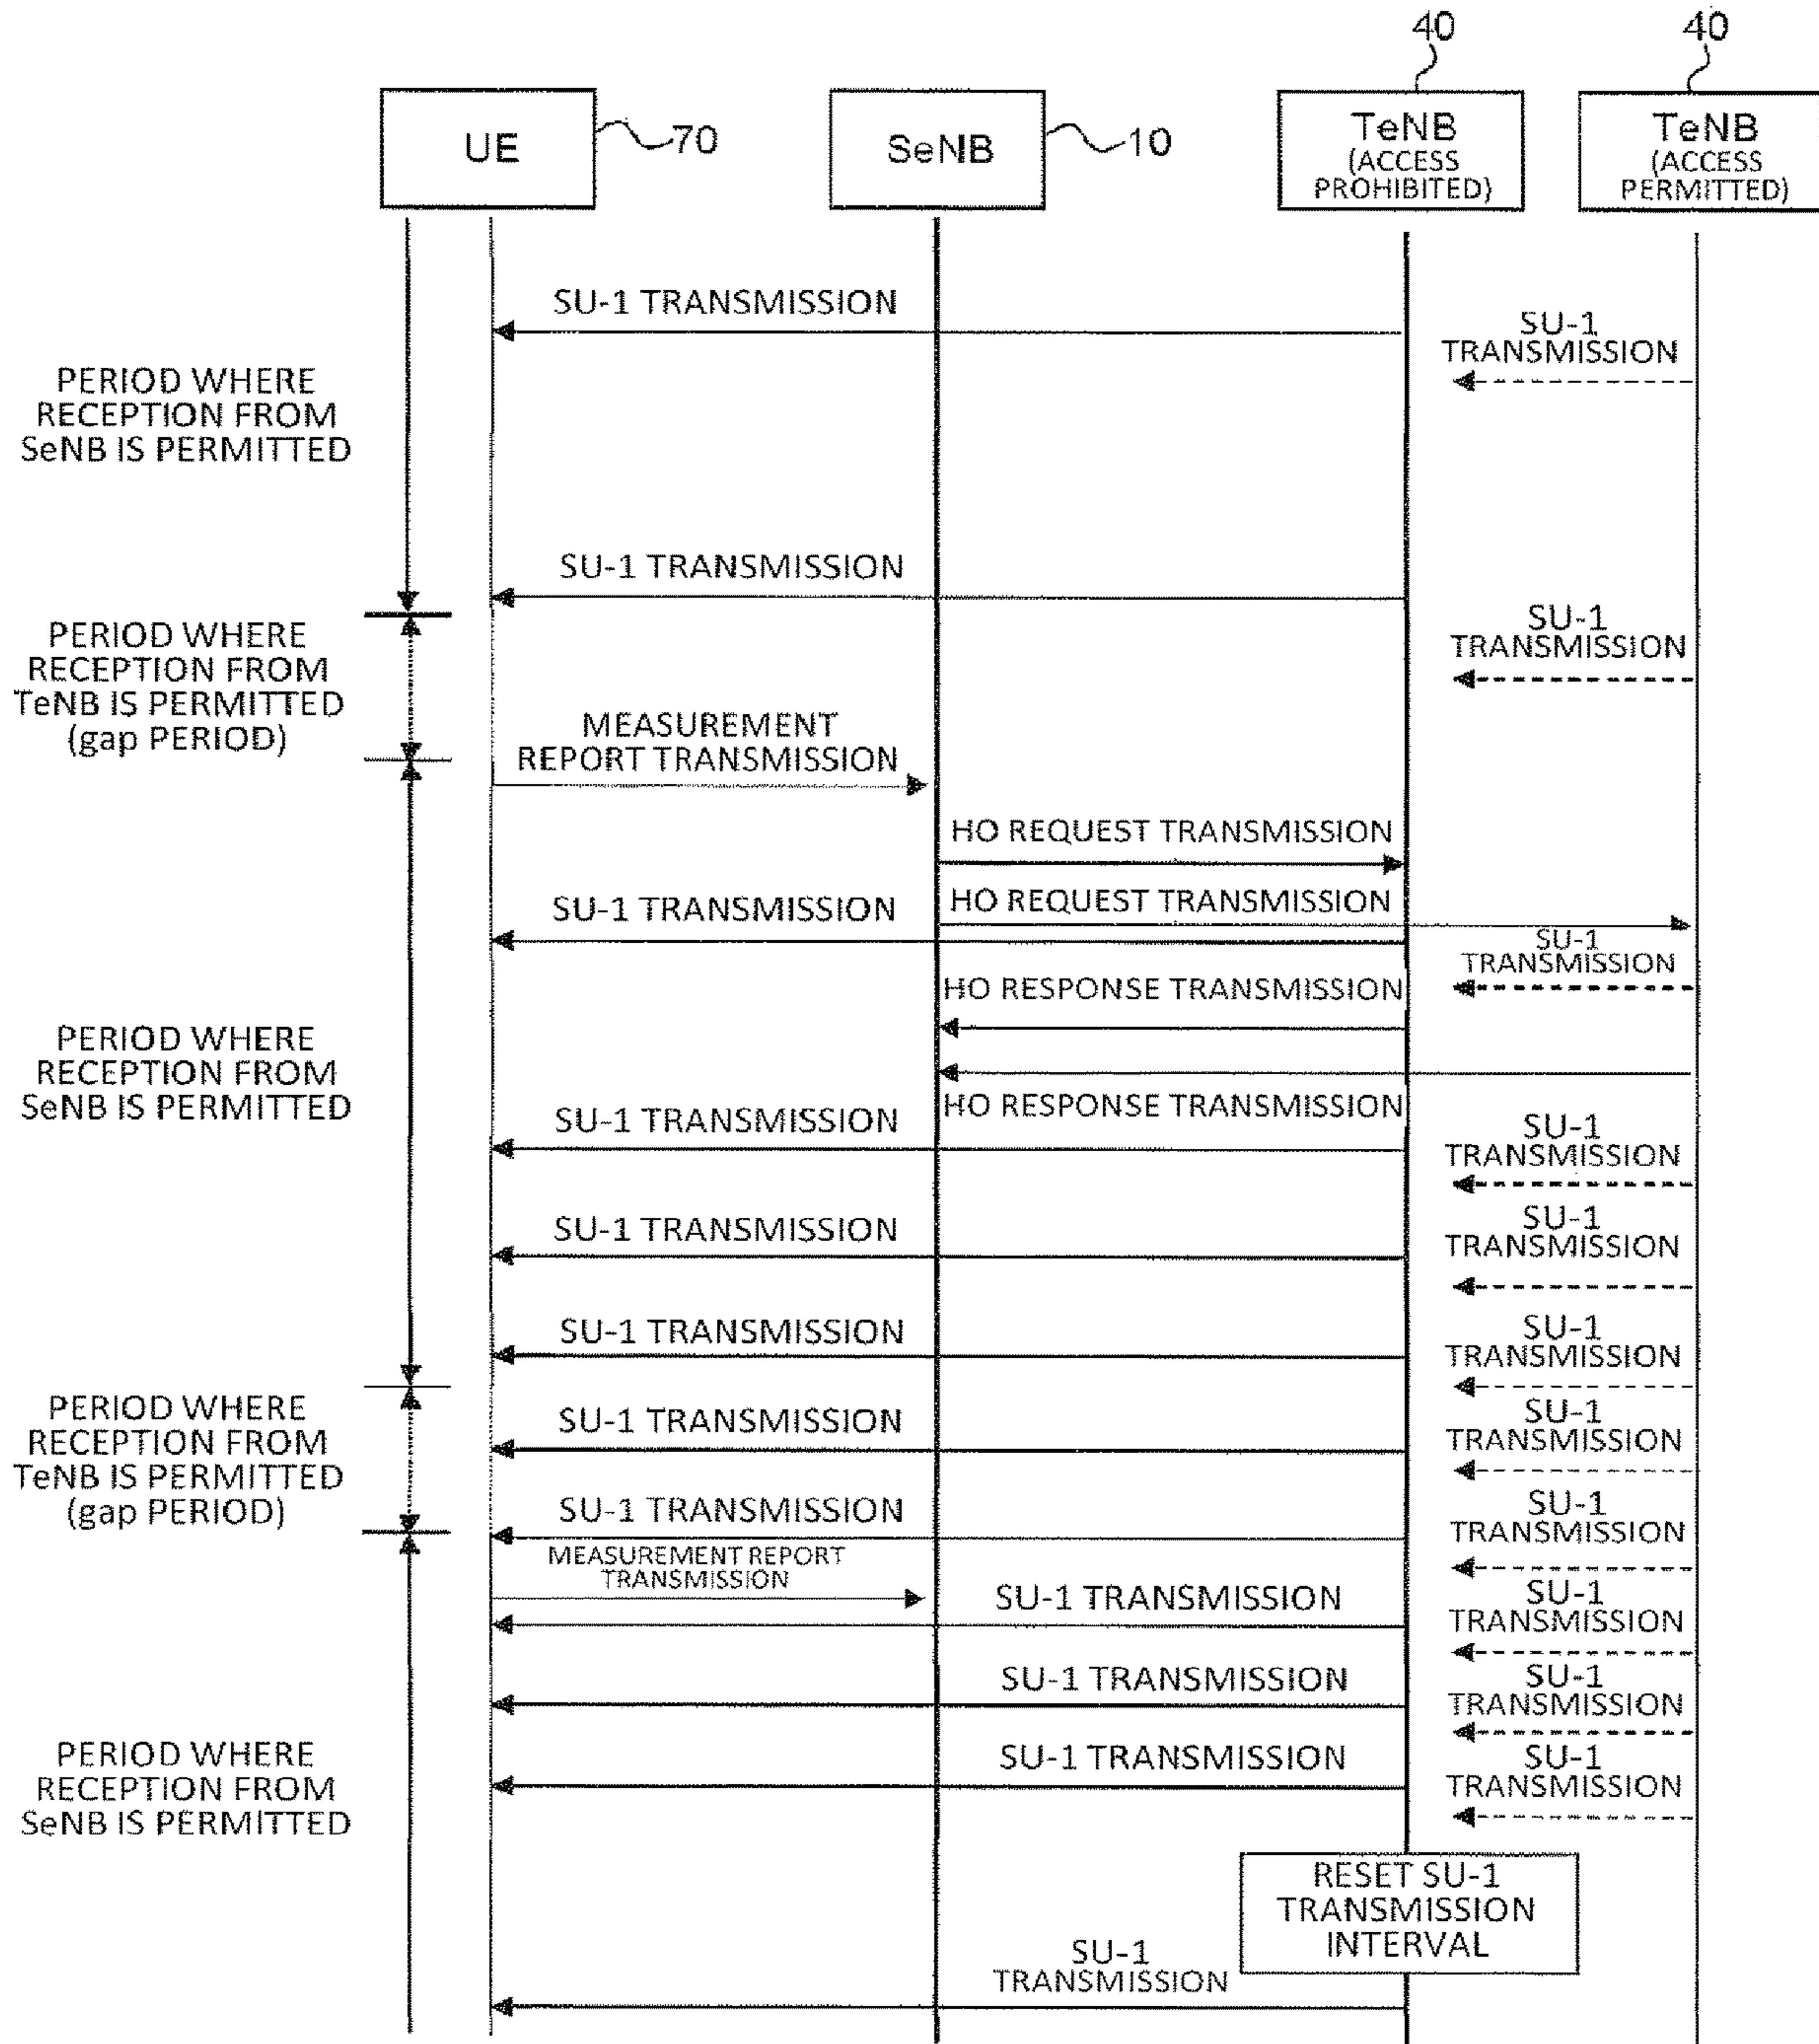 40
40
UE
70
SeNB
10
TeNB
(ACCESS
PROHIBITED)
TeNB
(ACCESS
PERMITTED)
SU-1 TRANSMISSION
SU-1
TRANSMISSION
PERIOD WHERE
RECEPTION FROM
SeNB IS PERMITTED
SU-1 TRANSMISSION
SU-1
TRANSMISSION
PERIOD WHERE
RECEPTION FROM
TeNB IS PERMITTED
(gap PERIOD)
MEASUREMENT
REPORT TRANSMISSION
HO REQUEST TRANSMISSION
HO REQUEST TRANSMISSION
SU-1 TRANSMISSION
SU-1
TRANSMISSION
HO RESPONSE TRANSMISSION
PERIOD WHERE
RECEPTION FROM
SeNB IS PERMITTED
HO RESPONSE TRANSMISSION
SU-1 TRANSMISSION
SU-1
TRANSMISSION
SU-1 TRANSMISSION
SU-1
TRANSMISSION
SU-1 TRANSMISSION
SU-1
TRANSMISSION
PERIOD WHERE
RECEPTION FROM
TeNB IS PERMITTED
(gap PERIOD)
SU-1 TRANSMISSION
SU-1
TRANSMISSION
SU-1 TRANSMISSION
SU-1
TRANSMISSION
MEASUREMENT REPORT
TRANSMISSION
SU-1 TRANSMISSION
SU-1
TRANSMISSION
SU-1 TRANSMISSION
SU-1
TRANSMISSION
PERIOD WHERE
RECEPTION FROM
SeNB IS PERMITTED
SU-1 TRANSMISSION
SU-1
TRANSMISSION
RESET SU-1
TRANSMISSION
INTERVAL
SU-1
TRANSMISSION